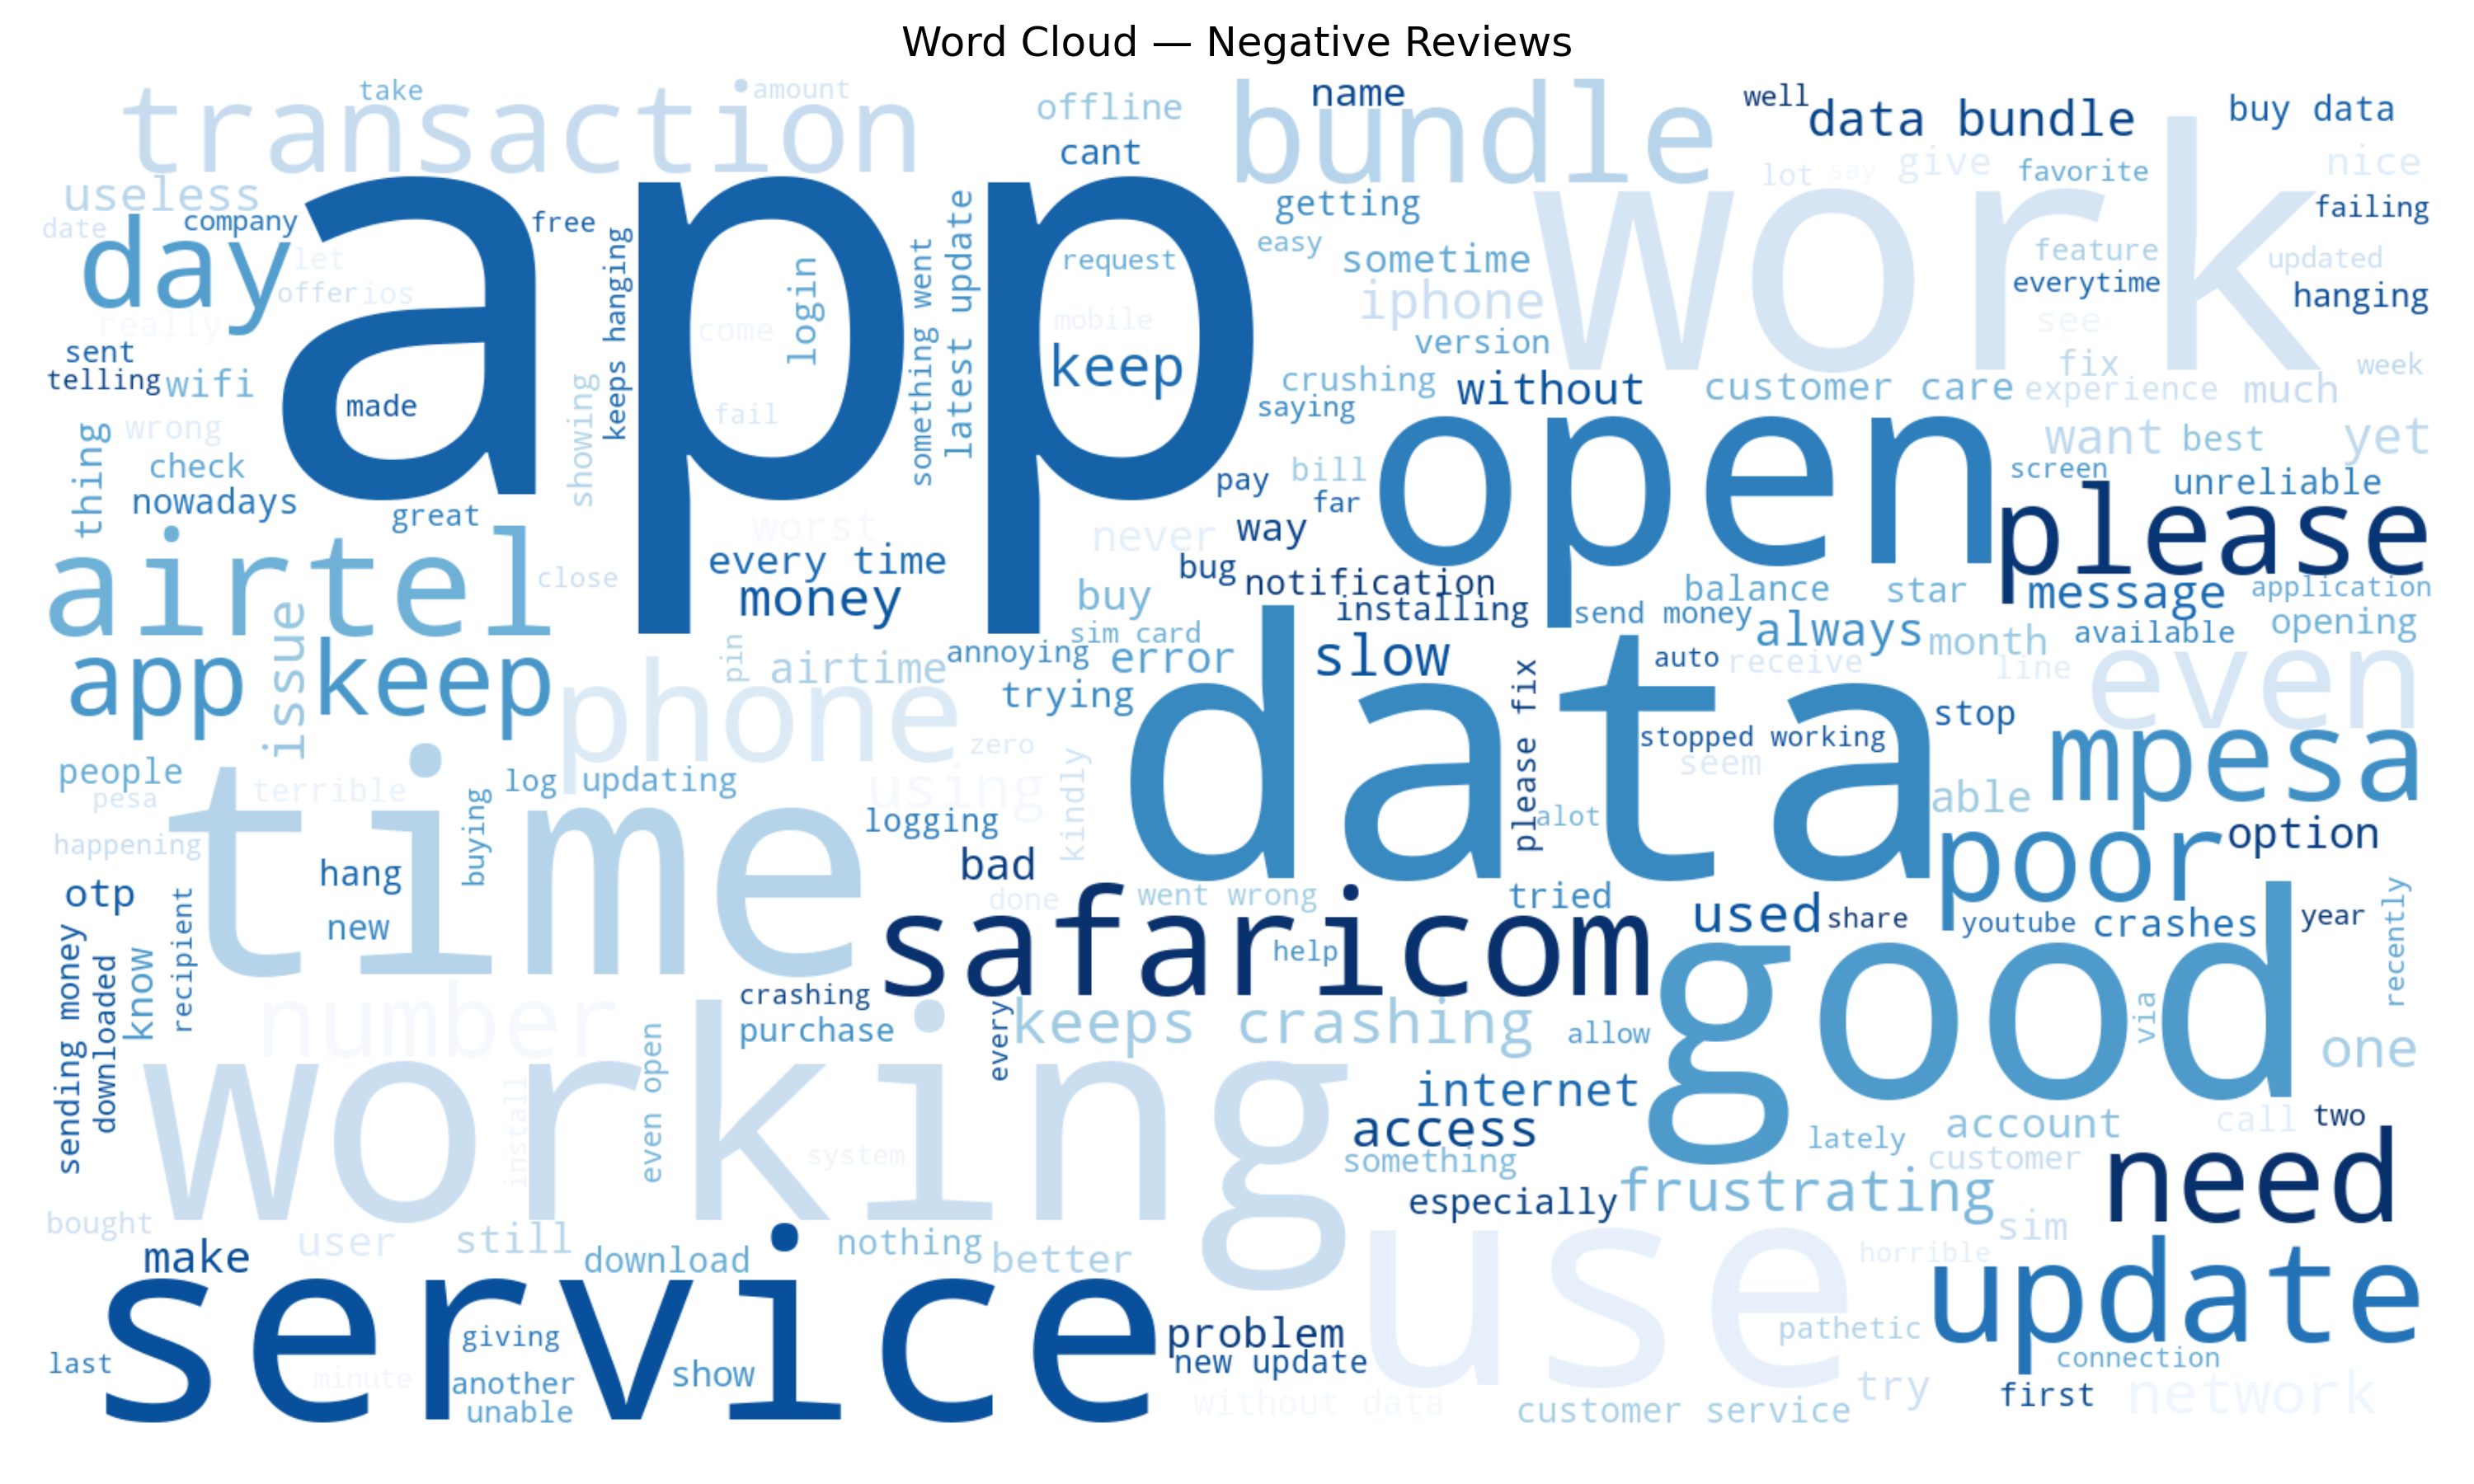 Word Cloud — Negative Reviews
take
amount
transaction
offline
bundle
name
well
data bundle
buy data
cant
useless
lot
say
give
favorite
nice
date
company
free
getting
failing
day
app
work
let
offer
ios
really
keeps hanging
come
login
something went
latest update
request
mobile
keep
easy
sometime
iphone
version
feature
everytime
updated
hanging
see
sent
telling
wifi
made
showing
fail
crushing
saying
without
customer care
fix
experience
much
week
thing
wrong
check
nowadays
great
open
want
best
yet
pay
bill
far
screen
unreliable
worst
never
way
please
airtel
close
every time
money
bug
notification
installing
buy
balance
star
message
application
send money
always
month
available
opening
issue
app keep
pin
airtime
annoying
sim card
error
trying
slow
auto
receive
line
even
phone
data
please fix
stopped working
stop
seem
mpesa
zero
using
kindly
people
pesa
terrible
log
updating
time
buying
logging
alot
able
poor
option
happening
hang
new
bad
done
went wrong
tried
otp
recipient
safaricom
help
used
share
youtube
crashes
year
recently
sending money
downloaded
know
number
crashing
purchase
every
keeps crashing
allow
good
via
one
working
install
even open
system
internet
access
something
lately
account
call
two
customer
especially
frustrating
need
bought
user
still
make
download
nothing
better
use
horrible
sim
service
giving
problem
new update
pathetic
update
connection
last
minute
another
unable
show
without data
customer service
try
first
network